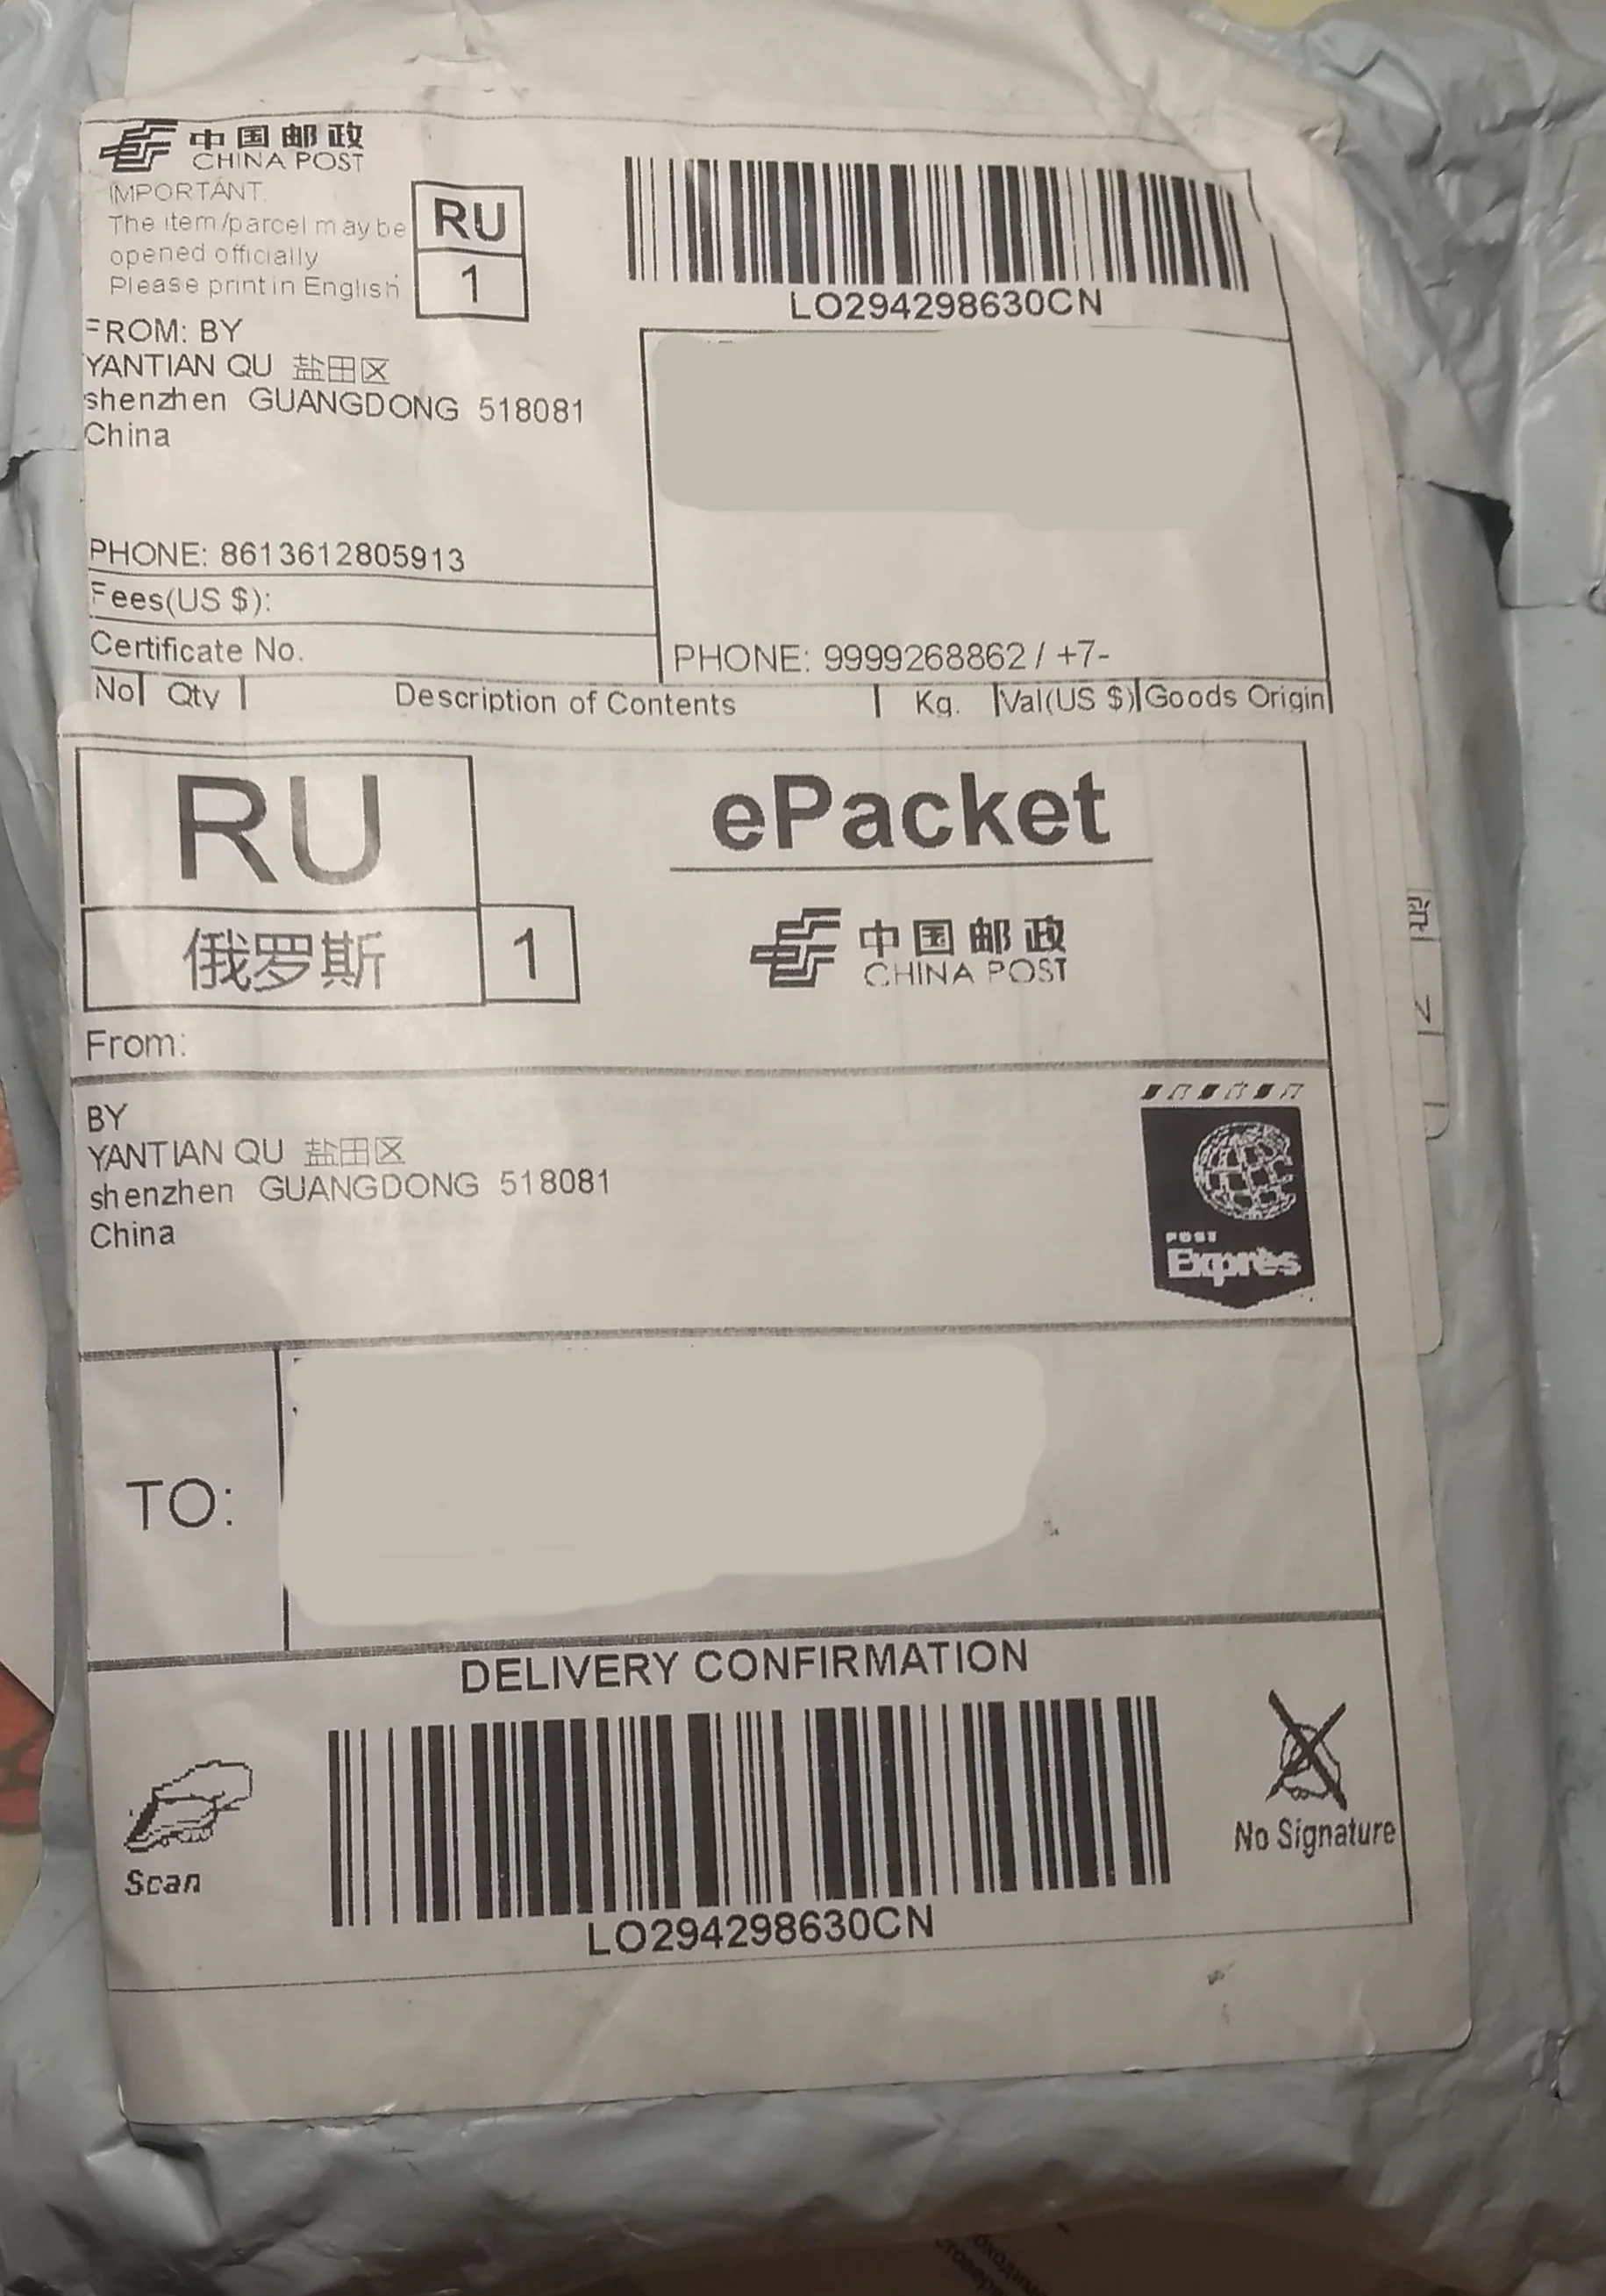 中国邮政
CHINA POST
IMPORTANT.
The item/parcel may be
opened officially
Please print in English
RU
1
LO294298630CN
FROM: BY
YANTIAN QU 盐田区
shenzhen GUANGDONG 518081
China
PHONE: 8613612805913
Fees(US $):
Certificate No.
PHONE: 9999268862 / +7-
No Qty Description of Contents Kg. Val(US $) Goods Origin
RU
俄罗斯 1
ePacket
中国邮政
CHINA POST
From:
BY
YANTIAN QU 盐田区
shenzhen GUANGDONG 518081
China
POST
Exprès
TO:
DELIVERY CONFIRMATION
Scan
LO294298630CN
No Signature